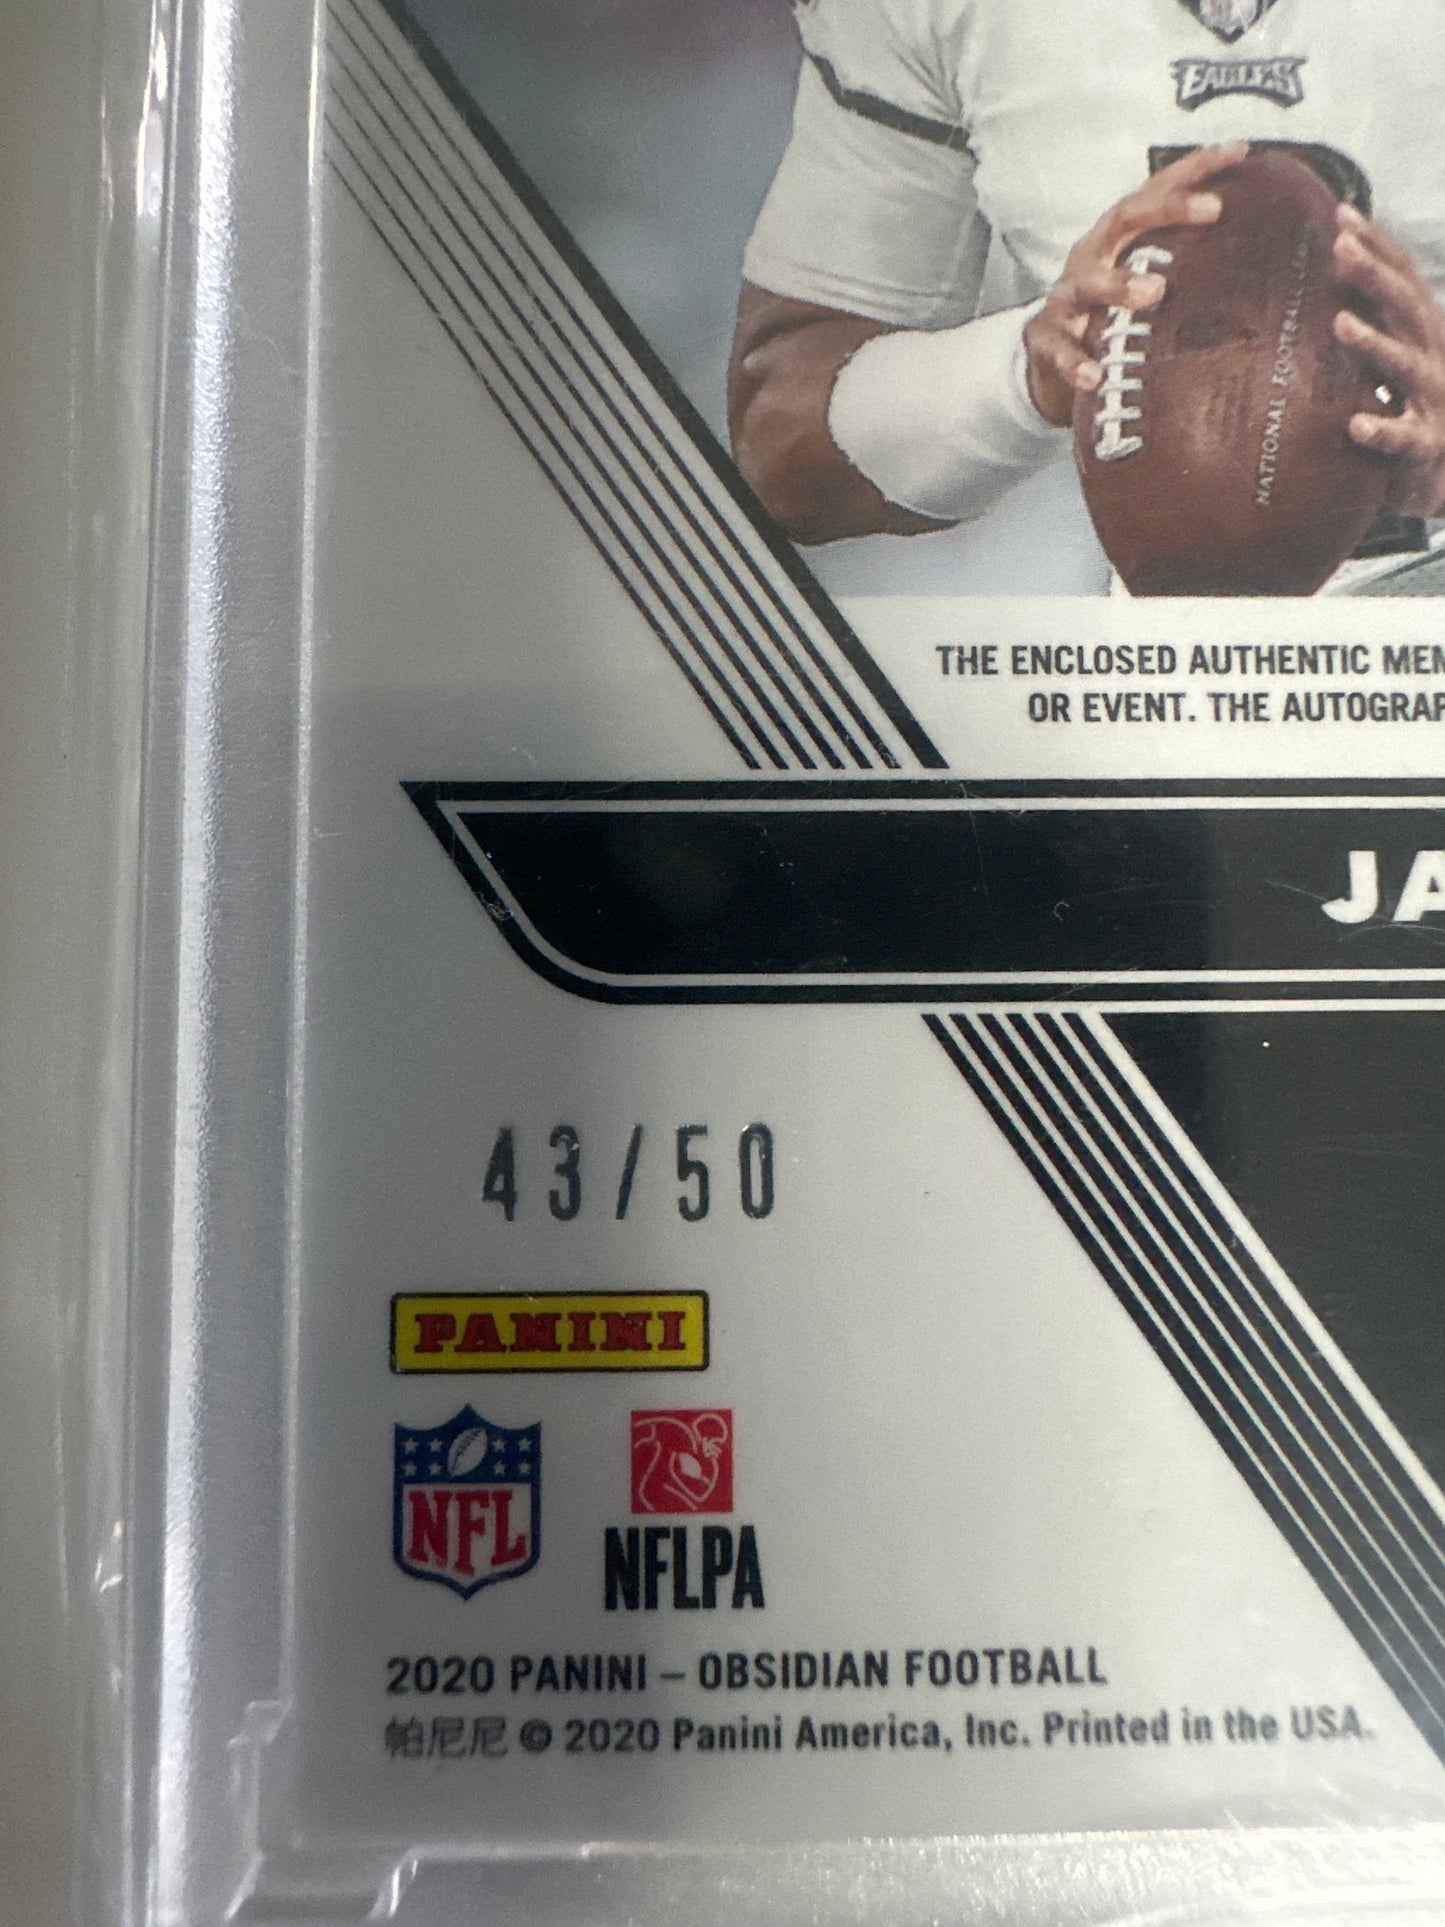 EAGLES
NATIONAL FOOTBALL
THE ENCLOSED AUTHENTIC MEM
OR EVENT. THE AUTOGRAP
JA
43/50
PANINI
NFL
NFLPA
2020 PANINI – OBSIDIAN FOOTBALL
帕尼尼 © 2020 Panini America, Inc. Printed in the USA.